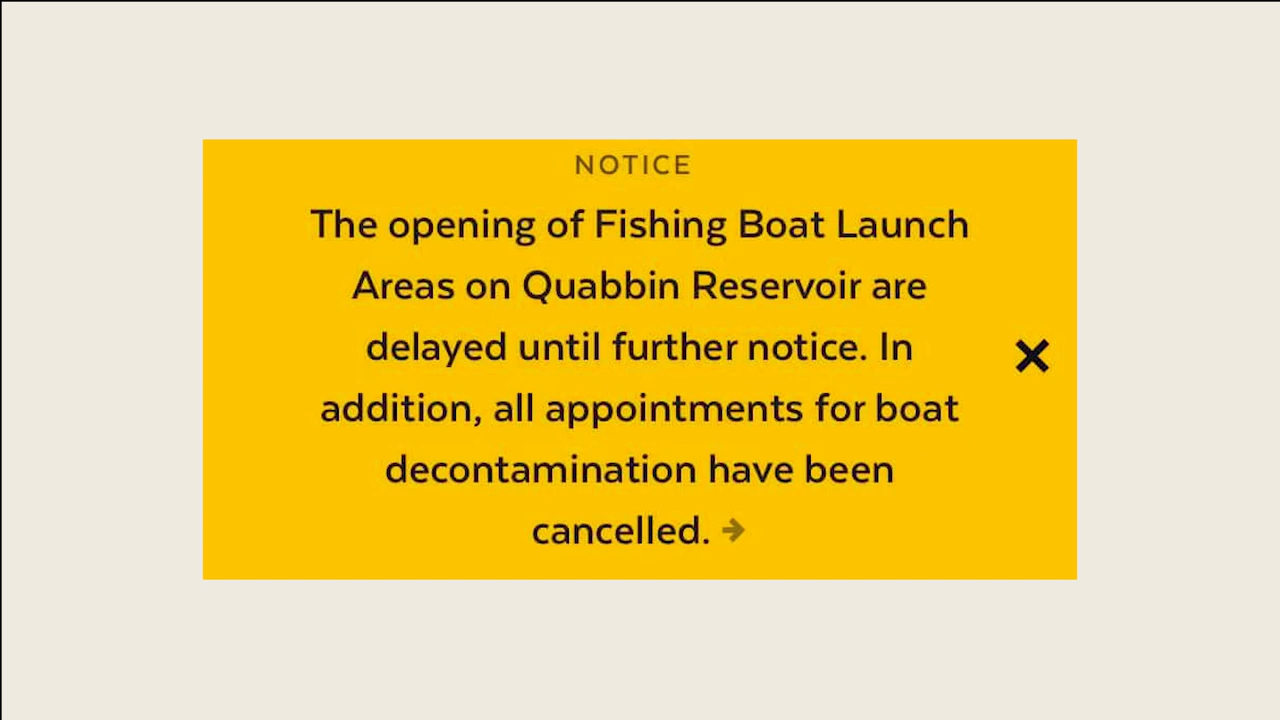 NOTICE
The opening of Fishing Boat Launch
Areas on Quabbin Reservoir are
delayed until further notice. In
addition, all appointments for boat
decontamination have been
cancelled. →